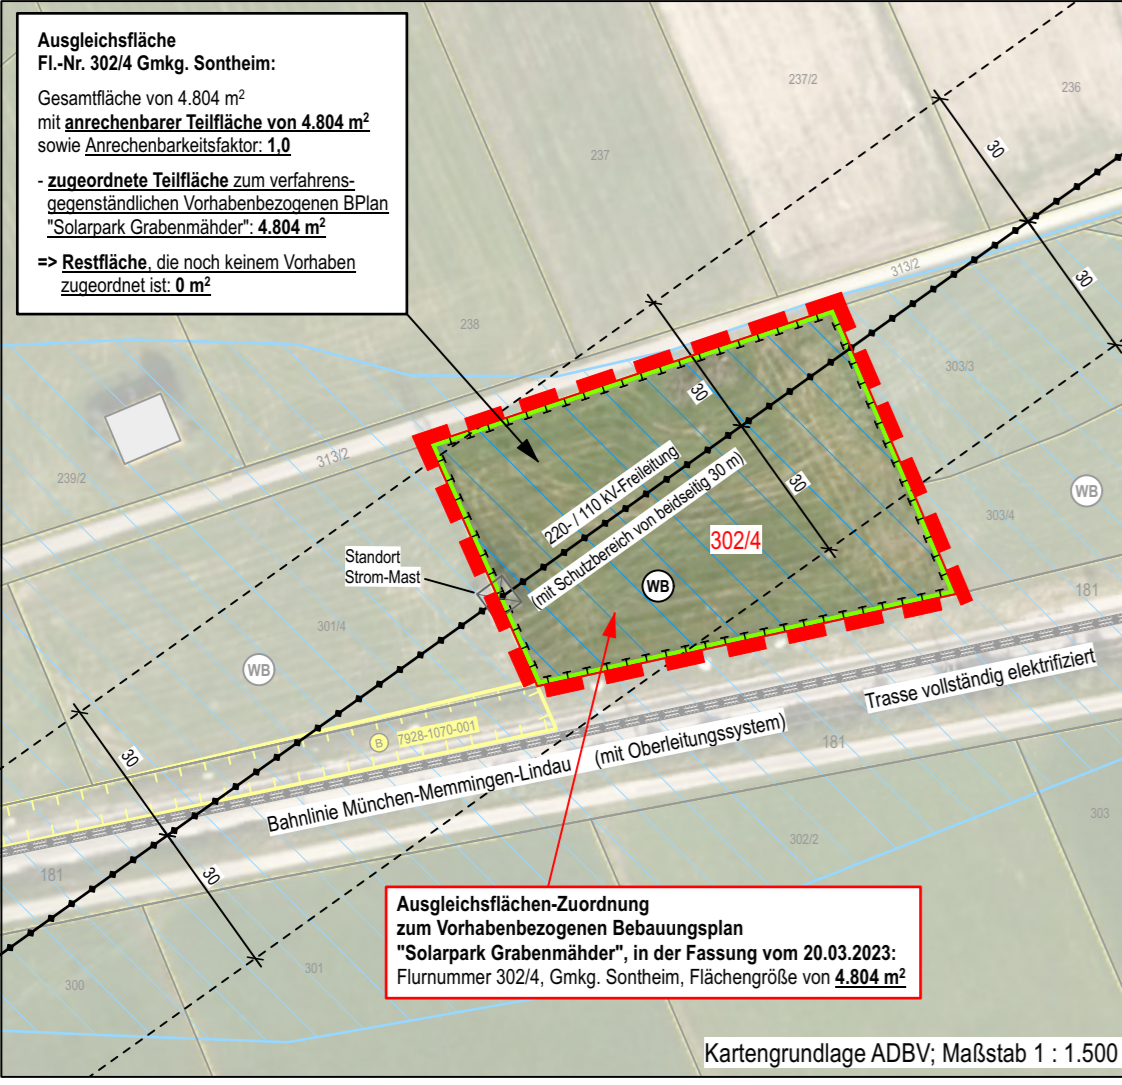 Ausgleichsfläche
Fl.-Nr. 302/4 Gmkg. Sontheim:
Gesamtfläche von 4.804 m²
mit anrechenbarer Teilfläche von 4.804 m²
sowie Anrechenbarkeitsfaktor: 1,0
- zugeordnete Teilfläche zum verfahrens-
gegenständlichen Vorhabenbezogenen BPlan
"Solarpark Grabenmähder": 4.804 m²
=> Restfläche, die noch keinem Vorhaben
zugeordnet ist: 0 m²
237/2
236
237
30
313/2
30
238
303/3
30
239/2
313/2
220- / 110 kV-Freileitung
(mit Schutzbereich von beidseitig 30 m)
30
WB
303/4
302/4
Standort
Strom-Mast
WB
181
301/4
WB
Trasse vollständig elektrifiziert
B 7928-1070-001
(mit Oberleitungssystem)
181
30
Bahnlinie München-Memmingen-Lindau
303
302/2
181
30
301
300
Ausgleichsflächen-Zuordnung
zum Vorhabenbezogenen Bebauungsplan
"Solarpark Grabenmähder", in der Fassung vom 20.03.2023:
Flurnummer 302/4, Gmkg. Sontheim, Flächengröße von 4.804 m²
Kartengrundlage ADBV; Maßstab 1 : 1.500